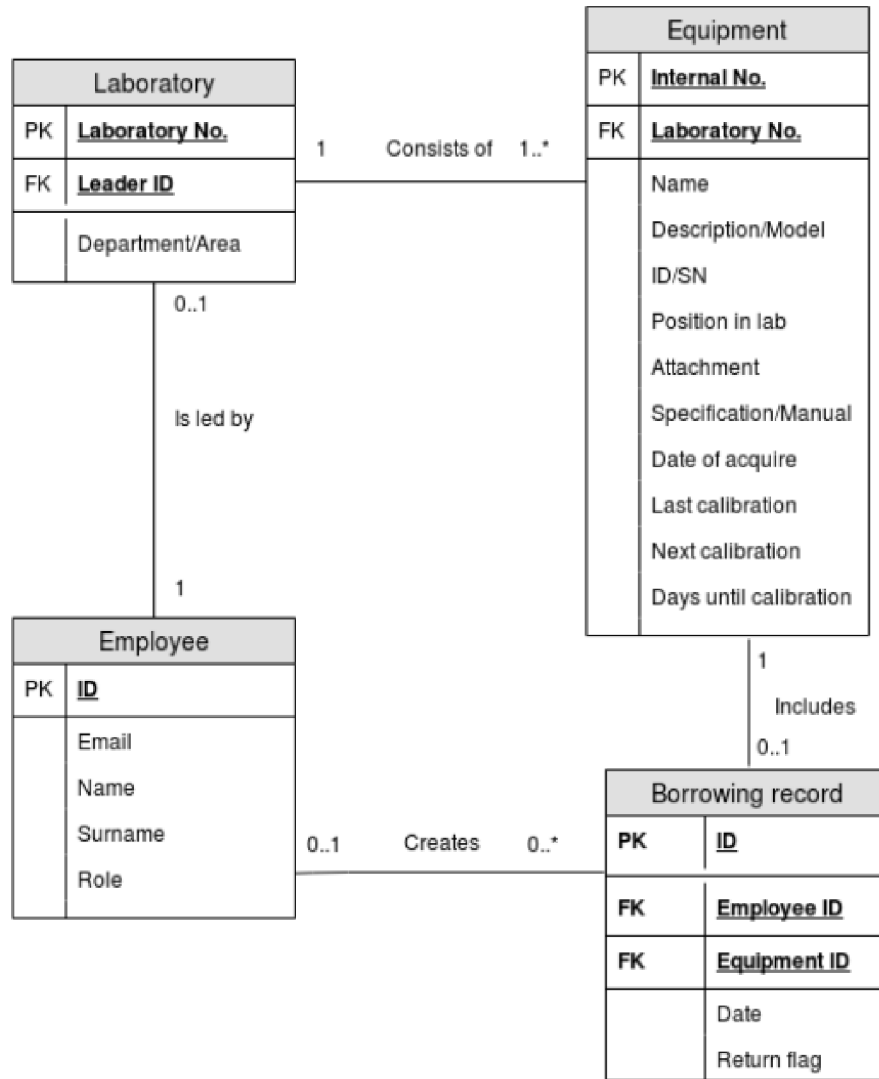 Equipment
PK Internal No.
FK Laboratory No.
Name
Description/Model
ID/SN
Position in lab
Attachment
Specification/Manual
Date of acquire
Last calibration
Next calibration
Days until calibration
Laboratory
PK Laboratory No.
FK Leader ID
Department/Area
1 Consists of 1..*
0..1
Is led by
1
Employee
PK ID
Email
Name
Surname
Role
1
Includes
0..1
0..1 Creates 0..*
Borrowing record
PK ID
FK Employee ID
FK Equipment ID
Date
Return flag